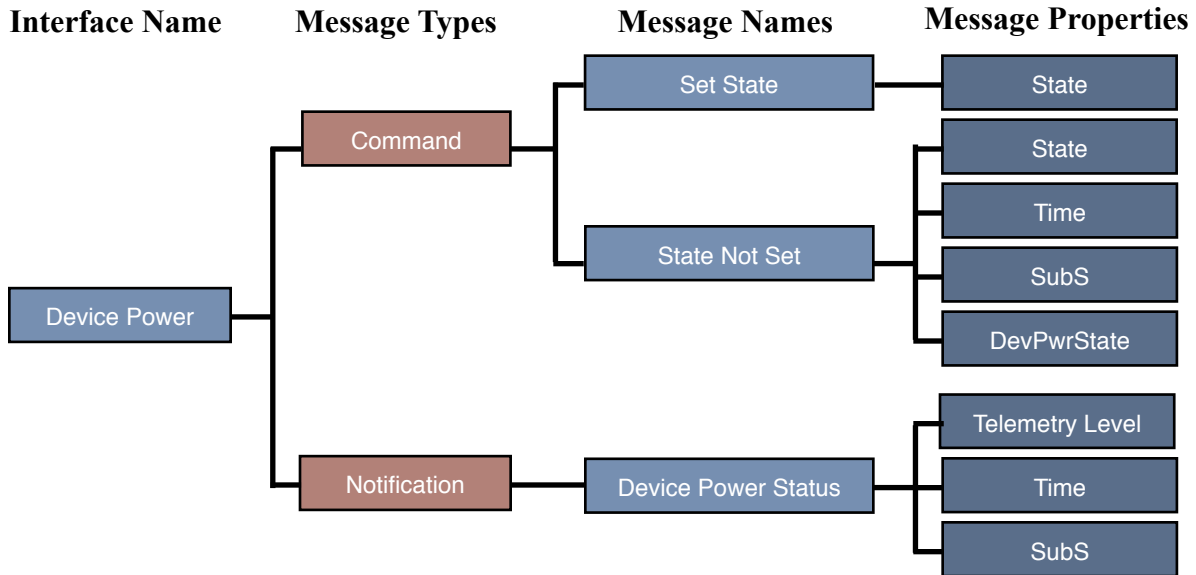 Interface Name
Message Types
Message Names
Message Properties
Set State
State
Command
State
Time
State Not Set
SubS
Device Power
DevPwrState
Telemetry Level
Notification
Device Power Status
Time
SubS